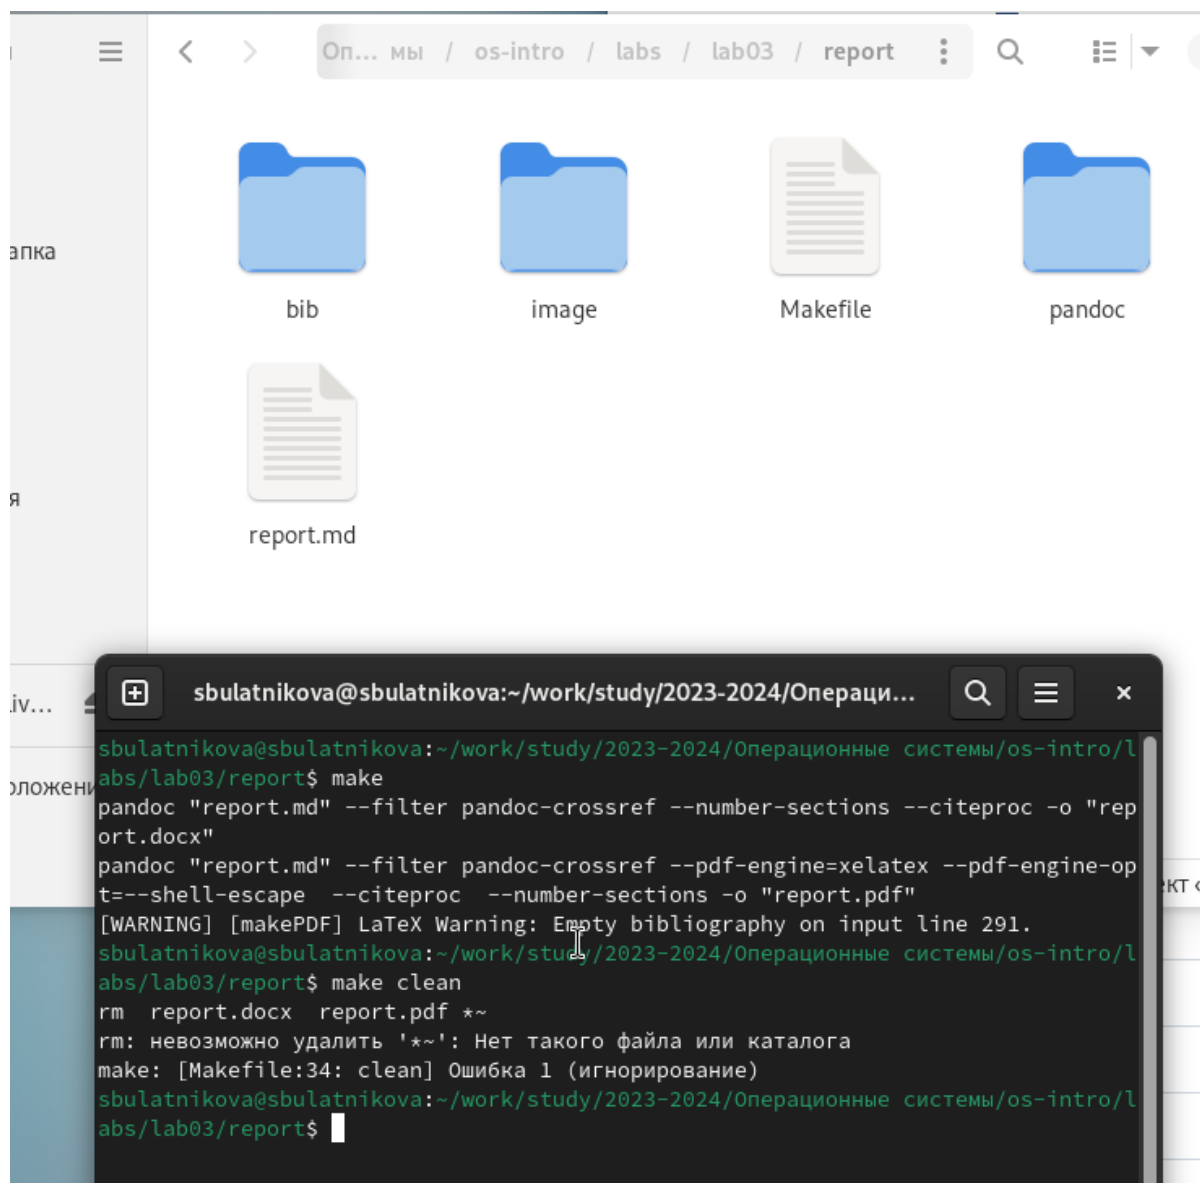 Оп... мы / os-intro / labs / lab03 / report
апка
bib
image
Makefile
pandoc
я
report.md
iv...
оложени
ект
sbulatnikova@sbulatnikova:~/work/study/2023-2024/Операци...
sbulatnikova@sbulatnikova:~/work/study/2023-2024/Операционные системы/os-intro/l
abs/lab03/report$ make
pandoc "report.md" --filter pandoc-crossref --number-sections --citeproc -o "rep
ort.docx"
pandoc "report.md" --filter pandoc-crossref --pdf-engine=xelatex --pdf-engine-op
t=--shell-escape  --citeproc  --number-sections -o "report.pdf"
[WARNING] [makePDF] LaTeX Warning: Empty bibliography on input line 291.
sbulatnikova@sbulatnikova:~/work/study/2023-2024/Операционные системы/os-intro/l
abs/lab03/report$ make clean
rm  report.docx  report.pdf *~
rm: невозможно удалить '*~': Нет такого файла или каталога
make: [Makefile:34: clean] Ошибка 1 (игнорирование)
sbulatnikova@sbulatnikova:~/work/study/2023-2024/Операционные системы/os-intro/l
abs/lab03/report$